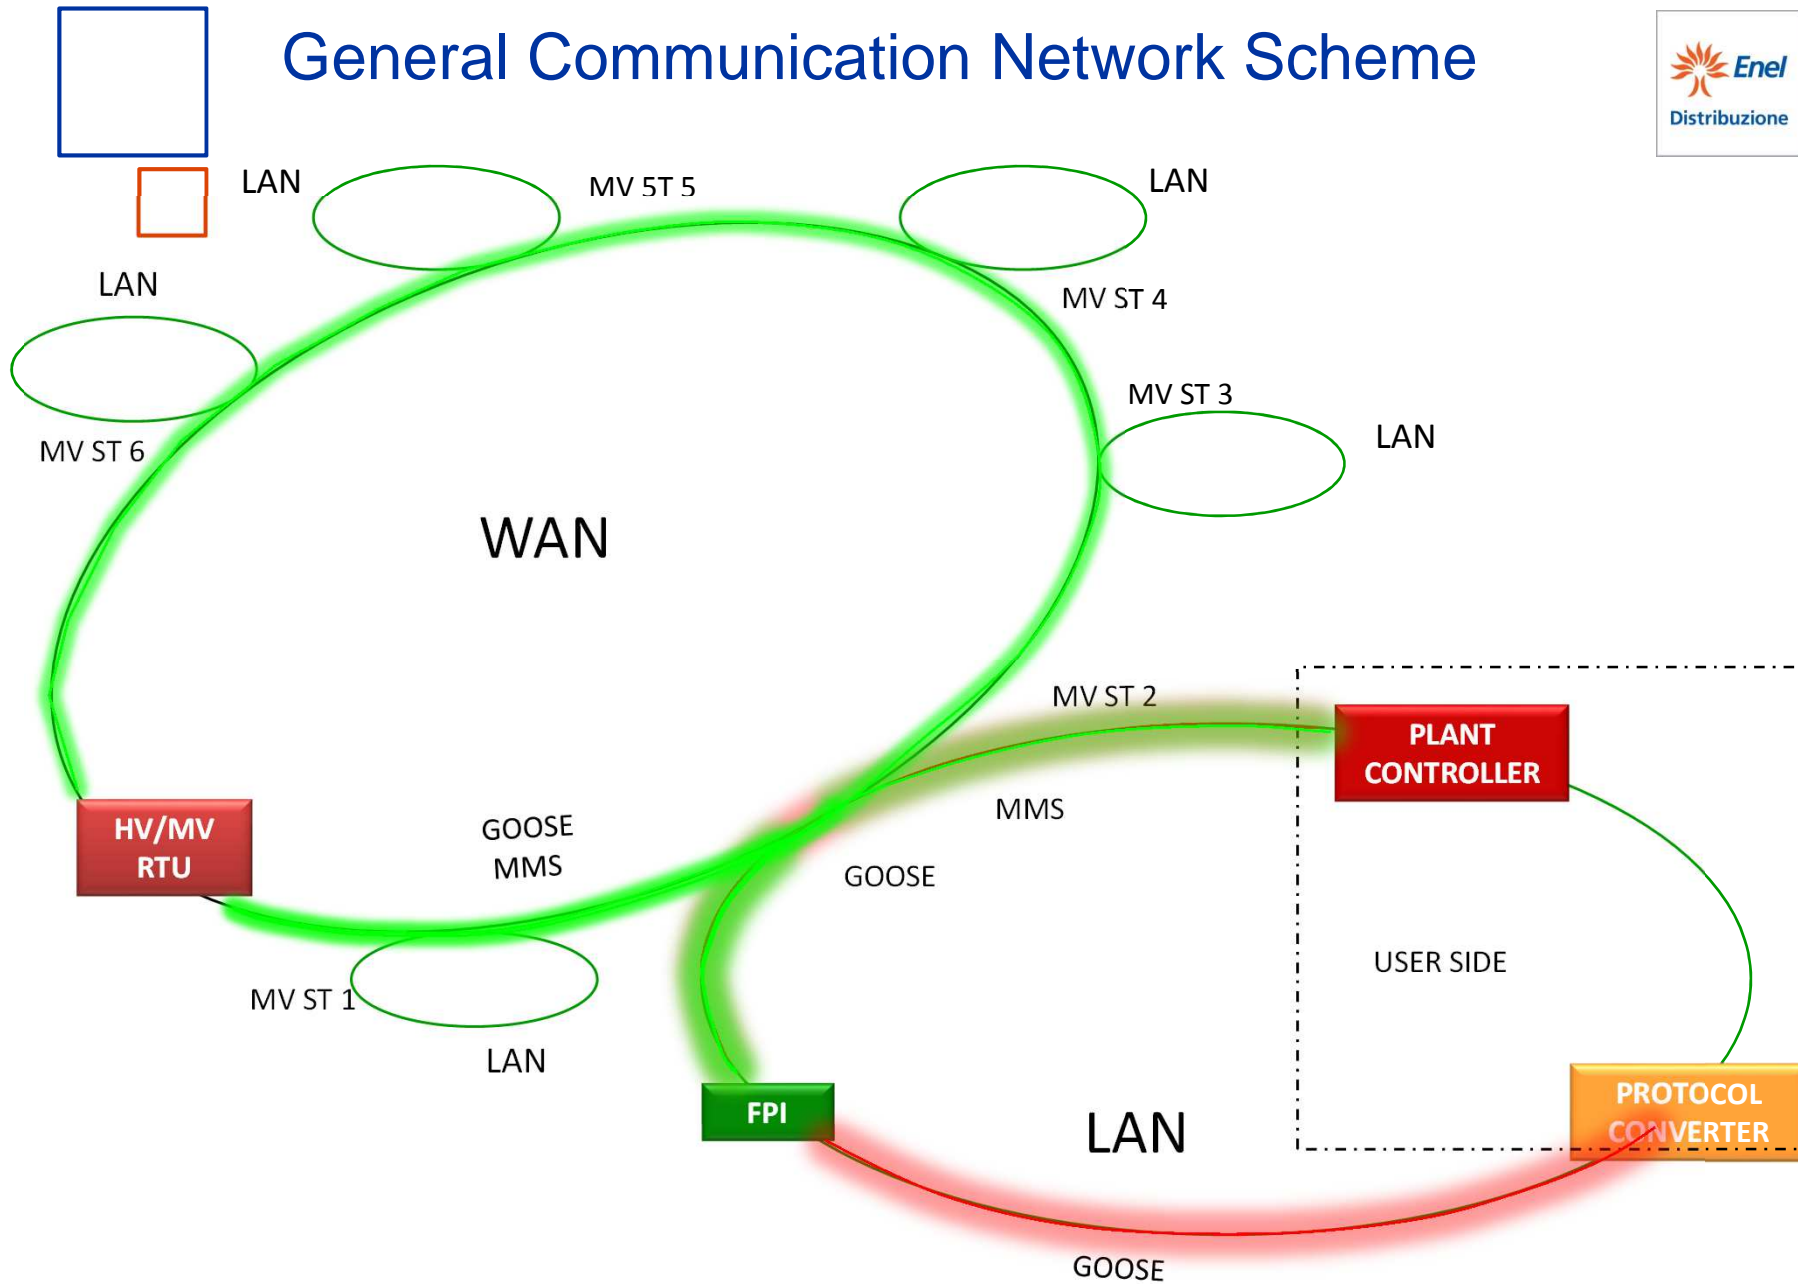 General Communication Network Scheme
Enel
Distribuzione
LAN
MV 5T 5
LAN
LAN
MV ST 4
MV ST 3
LAN
MV ST 6
WAN
MV ST 2
PLANT
CONTROLLER
HV/MV
RTU
GOOSE
MMS
MMS
GOOSE
USER SIDE
MV ST 1
LAN
FPI
LAN
PROTOCOL
CONVERTER
GOOSE